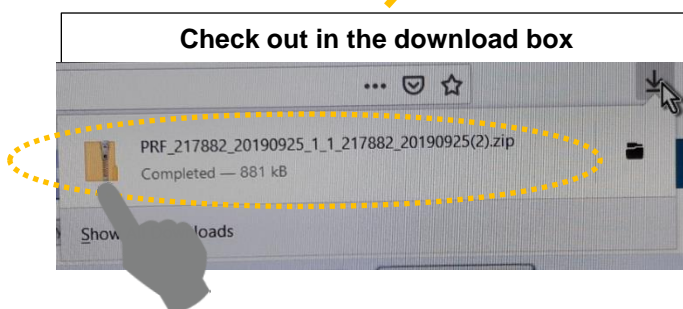 Check out in the download box
PRF_217882_20190925_1_1_217882_20190925(2).zip
Completed — 881 kB
Show
loads